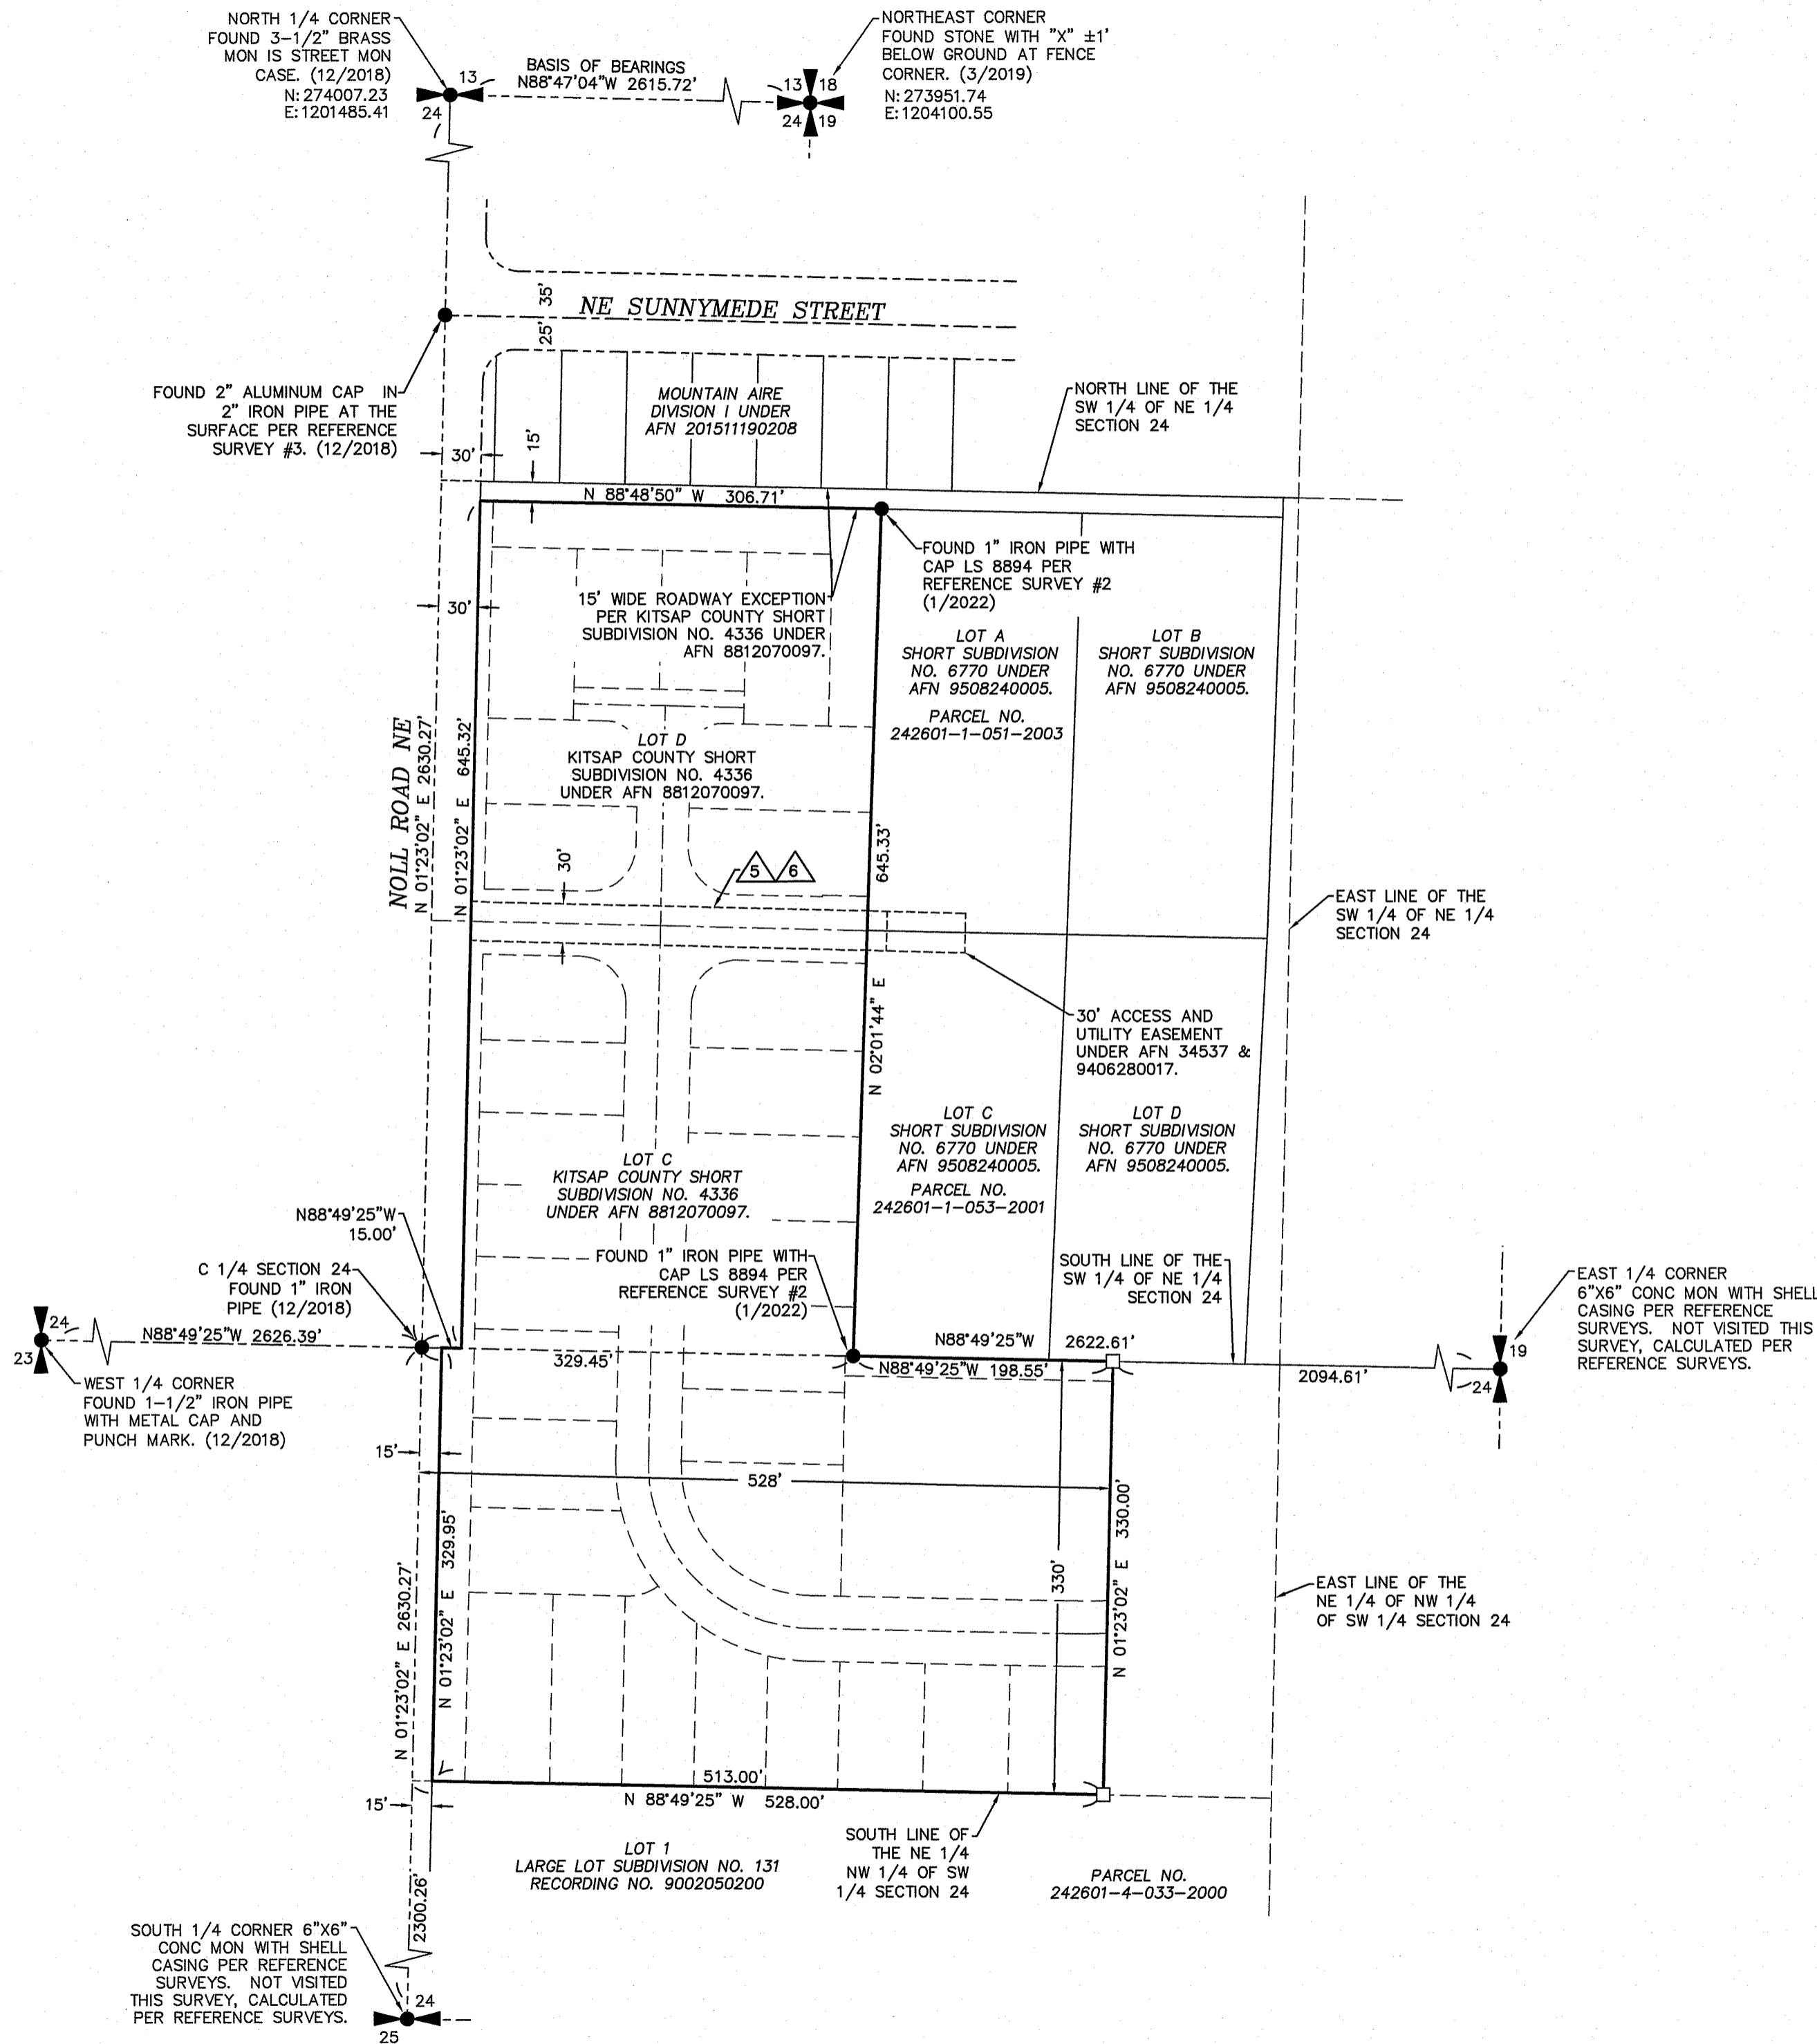 NORTH 1/4 CORNER
FOUND 3-1/2" BRASS
MON IS STREET MON
CASE. (12/2018)
N: 274007.23
E: 1201485.41
13
24
BASIS OF BEARINGS
N88°47'04"W 2615.72'
NORTHEAST CORNER
FOUND STONE WITH "X" ±1'
BELOW GROUND AT FENCE
CORNER. (3/2019)
N: 273951.74
E: 1204100.55
13 18
24 19
35'
25'
NE SUNNYMEDE STREET
FOUND 2" ALUMINUM CAP IN
2" IRON PIPE AT THE
SURFACE PER REFERENCE
SURVEY #3. (12/2018)
MOUNTAIN AIRE
DIVISION I UNDER
AFN 201511190208
NORTH LINE OF THE
SW 1/4 OF NE 1/4
SECTION 24
30'
15'
N 88°48'50" W 306.71'
FOUND 1" IRON PIPE WITH
CAP LS 8894 PER
REFERENCE SURVEY #2
(1/2022)
30'
15' WIDE ROADWAY EXCEPTION
PER KITSAP COUNTY SHORT
SUBDIVISION NO. 4336 UNDER
AFN 8812070097.
LOT A
SHORT SUBDIVISION
NO. 6770 UNDER
AFN 9508240005.
PARCEL NO.
242601-1-051-2003
LOT B
SHORT SUBDIVISION
NO. 6770 UNDER
AFN 9508240005.
NOLL ROAD NE
N 01°23'02" E 2630.27'
N 01°23'02" E 645.32'
LOT D
KITSAP COUNTY SHORT
SUBDIVISION NO. 4336
UNDER AFN 8812070097.
30'
5 6
645.33'
N 02°01'44" E
EAST LINE OF THE
SW 1/4 OF NE 1/4
SECTION 24
30' ACCESS AND
UTILITY EASEMENT
UNDER AFN 34537 &
9406280017.
LOT C
SHORT SUBDIVISION
NO. 6770 UNDER
AFN 9508240005.
PARCEL NO.
242601-1-053-2001
LOT D
SHORT SUBDIVISION
NO. 6770 UNDER
AFN 9508240005.
LOT C
KITSAP COUNTY SHORT
SUBDIVISION NO. 4336
UNDER AFN 8812070097.
N88°49'25"W
15.00'
C 1/4 SECTION 24
FOUND 1" IRON
PIPE (12/2018)
FOUND 1" IRON PIPE WITH
CAP LS 8894 PER
REFERENCE SURVEY #2
(1/2022)
SOUTH LINE OF THE
SW 1/4 OF NE 1/4
SECTION 24
EAST 1/4 CORNER
6"X6" CONC MON WITH SHELL
CASING PER REFERENCE
SURVEYS. NOT VISITED THIS
SURVEY, CALCULATED PER
REFERENCE SURVEYS.
24
23
N88°49'25"W 2626.39'
329.45'
N88°49'25"W 2622.61'
N88°49'25"W 198.55'
2094.61'
19
24
WEST 1/4 CORNER
FOUND 1-1/2" IRON PIPE
WITH METAL CAP AND
PUNCH MARK. (12/2018)
15'
528'
330'
N 01°23'02" E 330.00'
N 01°23'02" E 2630.27'
N 01°23'02" E 329.95'
EAST LINE OF THE
NE 1/4 OF NW 1/4
OF SW 1/4 SECTION 24
513.00'
N 88°49'25" W 528.00'
15'
LOT 1
LARGE LOT SUBDIVISION NO. 131
RECORDING NO. 9002050200
SOUTH LINE OF
THE NE 1/4
NW 1/4 OF SW
1/4 SECTION 24
PARCEL NO.
242601-4-033-2000
2300.26'
SOUTH 1/4 CORNER 6"X6"
CONC MON WITH SHELL
CASING PER REFERENCE
SURVEYS. NOT VISITED
THIS SURVEY, CALCULATED
PER REFERENCE SURVEYS.
24
25